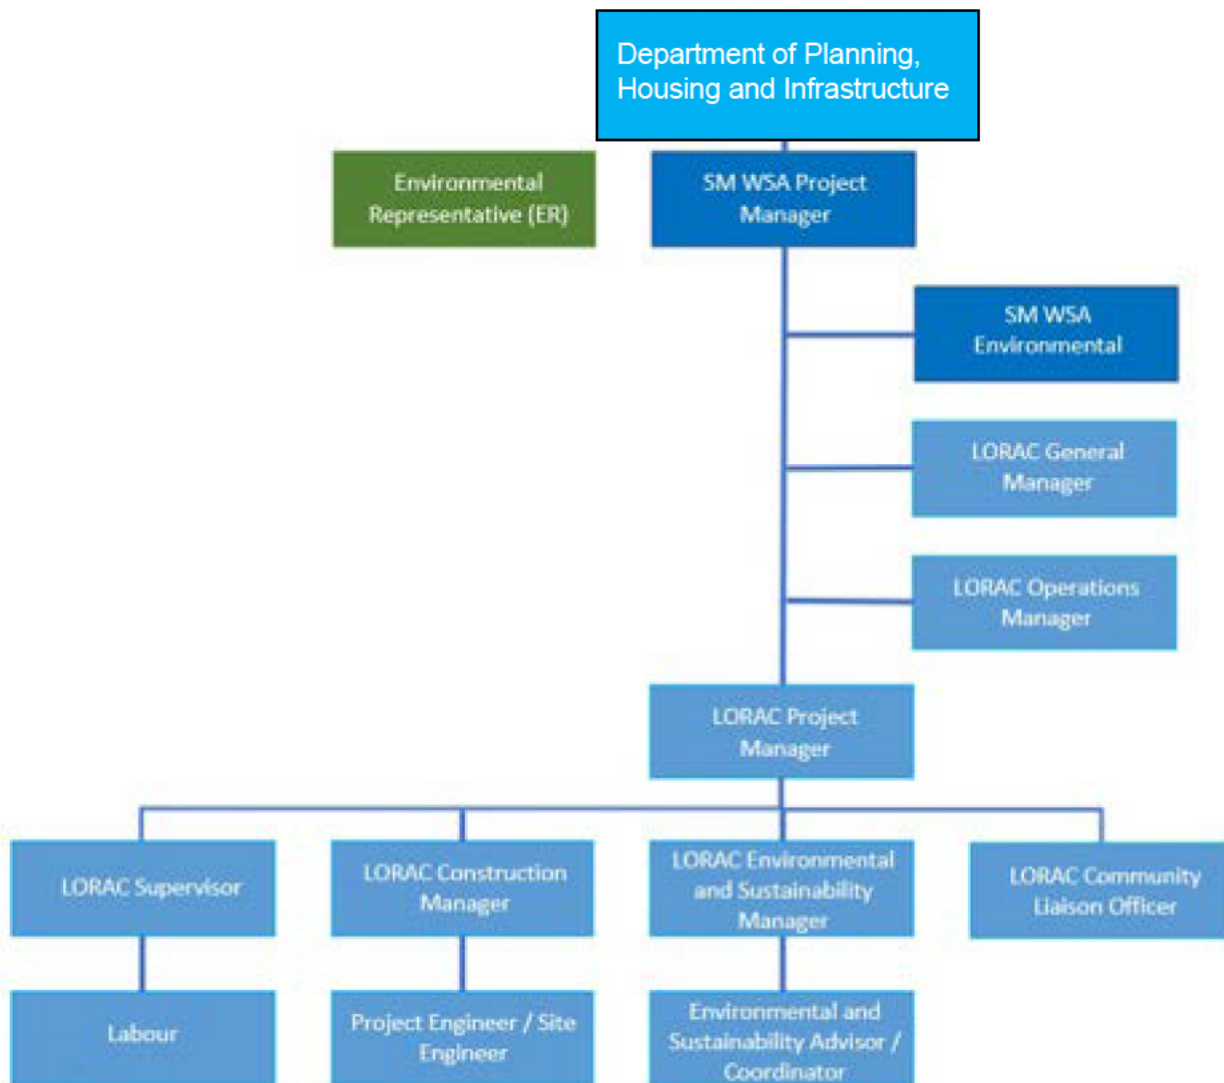 Department of Planning,
Housing and Infrastructure
Environmental
Representative (ER)
SM WSA Project
Manager
SM WSA
Environmental
LORAC General
Manager
LORAC Operations
Manager
LORAC Project
Manager
LORAC Supervisor
LORAC Construction
Manager
LORAC Environmental
and Sustainability
Manager
LORAC Community
Liaison Officer
Labour
Project Engineer / Site
Engineer
Environmental and
Sustainability Advisor /
Coordinator